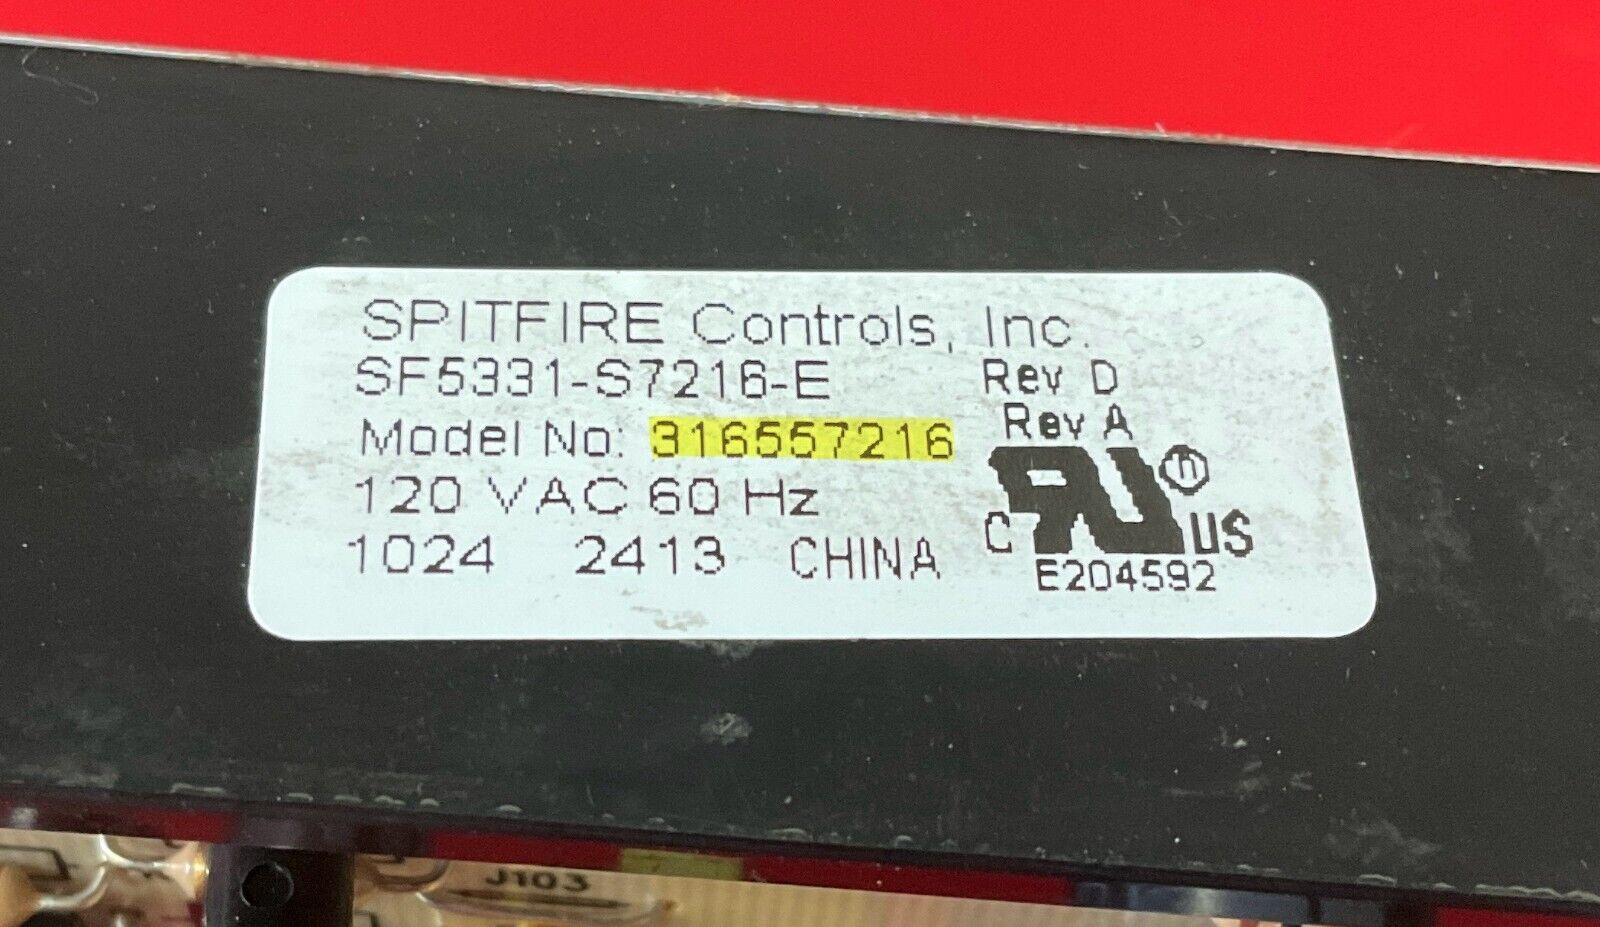 SPITFIRE Controls, Inc.
SF5331-S7216-E Rev D
Rev A
Model No: 316557216
120 VAC 60 Hz
1024 2413 CHINA
C RU ® US
E204592
J103